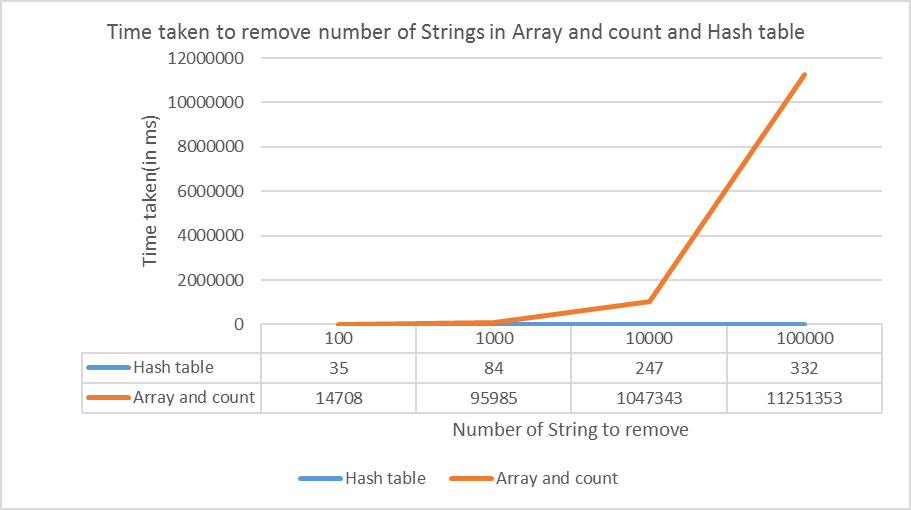 Time taken to remove number of Strings in Array and count and Hash table
12000000
10000000
8000000
6000000
4000000
2000000
0
Time taken(in ms)
100 1000 10000 100000
Hash table 35 84 247 332
Array and count 14708 95985 1047343 11251353
Number of String to remove
Hash table Array and count